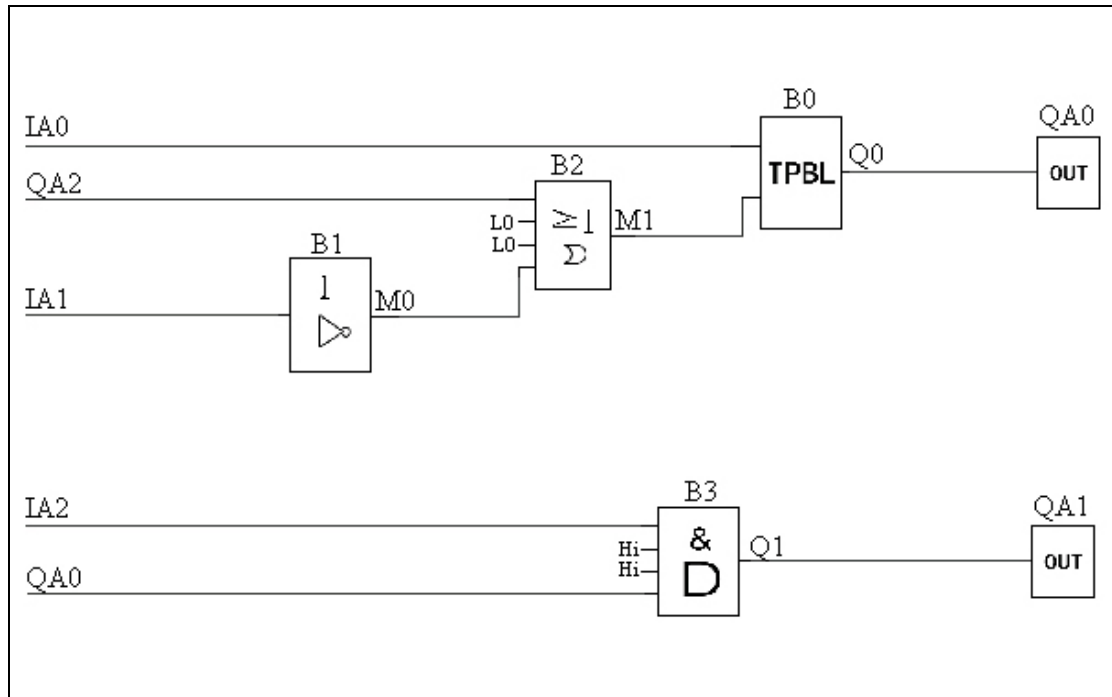 B0
QA0
IA0
TPBL
Q0
OUT
B2
QA2
L0
L0
≥1
M1
B1
1
IA1
M0
B3
QA1
IA2
Hi
Hi
&
Q1
OUT
QA0